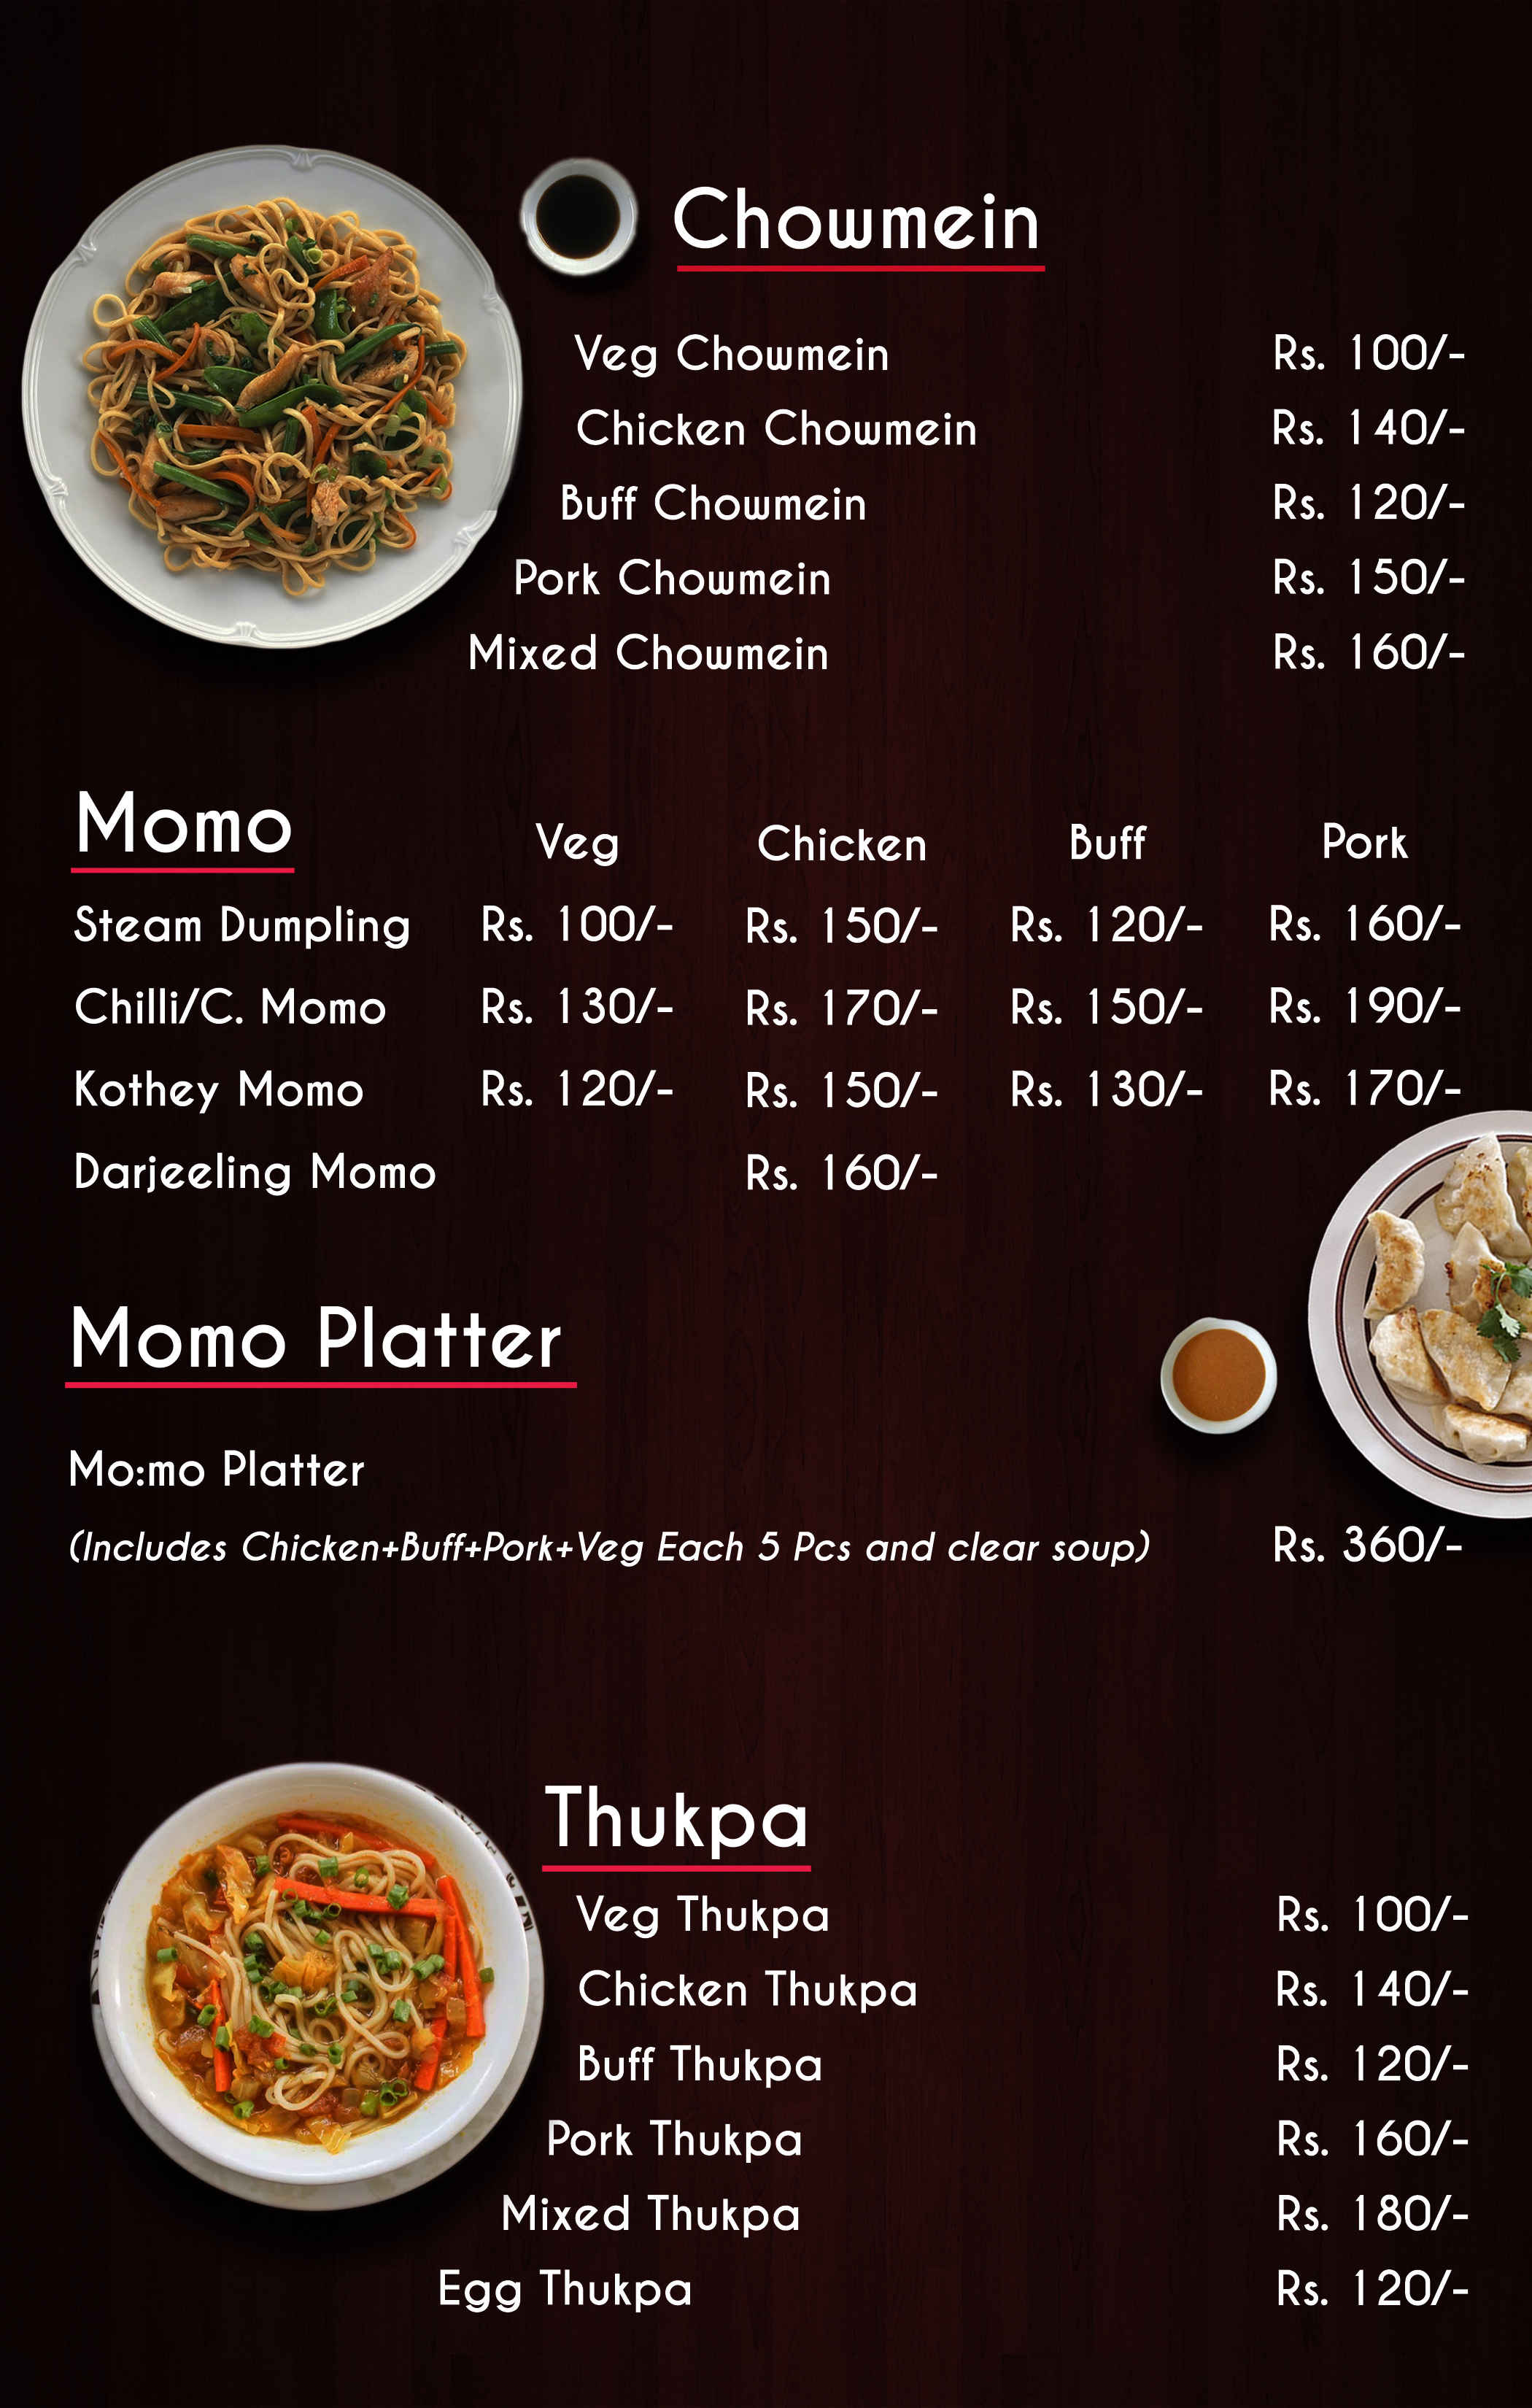 Chowmein
Veg Chowmein Rs. 100/-
Chicken Chowmein Rs. 140/-
Buff Chowmein Rs. 120/-
Pork Chowmein Rs. 150/-
Mixed Chowmein Rs. 160/-
Momo Veg Chicken Buff Pork
Steam Dumpling Rs. 100/- Rs. 150/- Rs. 120/- Rs. 160/-
Chilli/C. Momo Rs. 130/- Rs. 170/- Rs. 150/- Rs. 190/-
Kothey Momo Rs. 120/- Rs. 150/- Rs. 130/- Rs. 170/-
Darjeeling Momo Rs. 160/-
Momo Platter
Mo:mo Platter
(Includes Chicken+Buff+Pork+Veg Each 5 Pcs and clear soup) Rs. 360/-
Thukpa
Veg Thukpa Rs. 100/-
Chicken Thukpa Rs. 140/-
Buff Thukpa Rs. 120/-
Pork Thukpa Rs. 160/-
Mixed Thukpa Rs. 180/-
Egg Thukpa Rs. 120/-